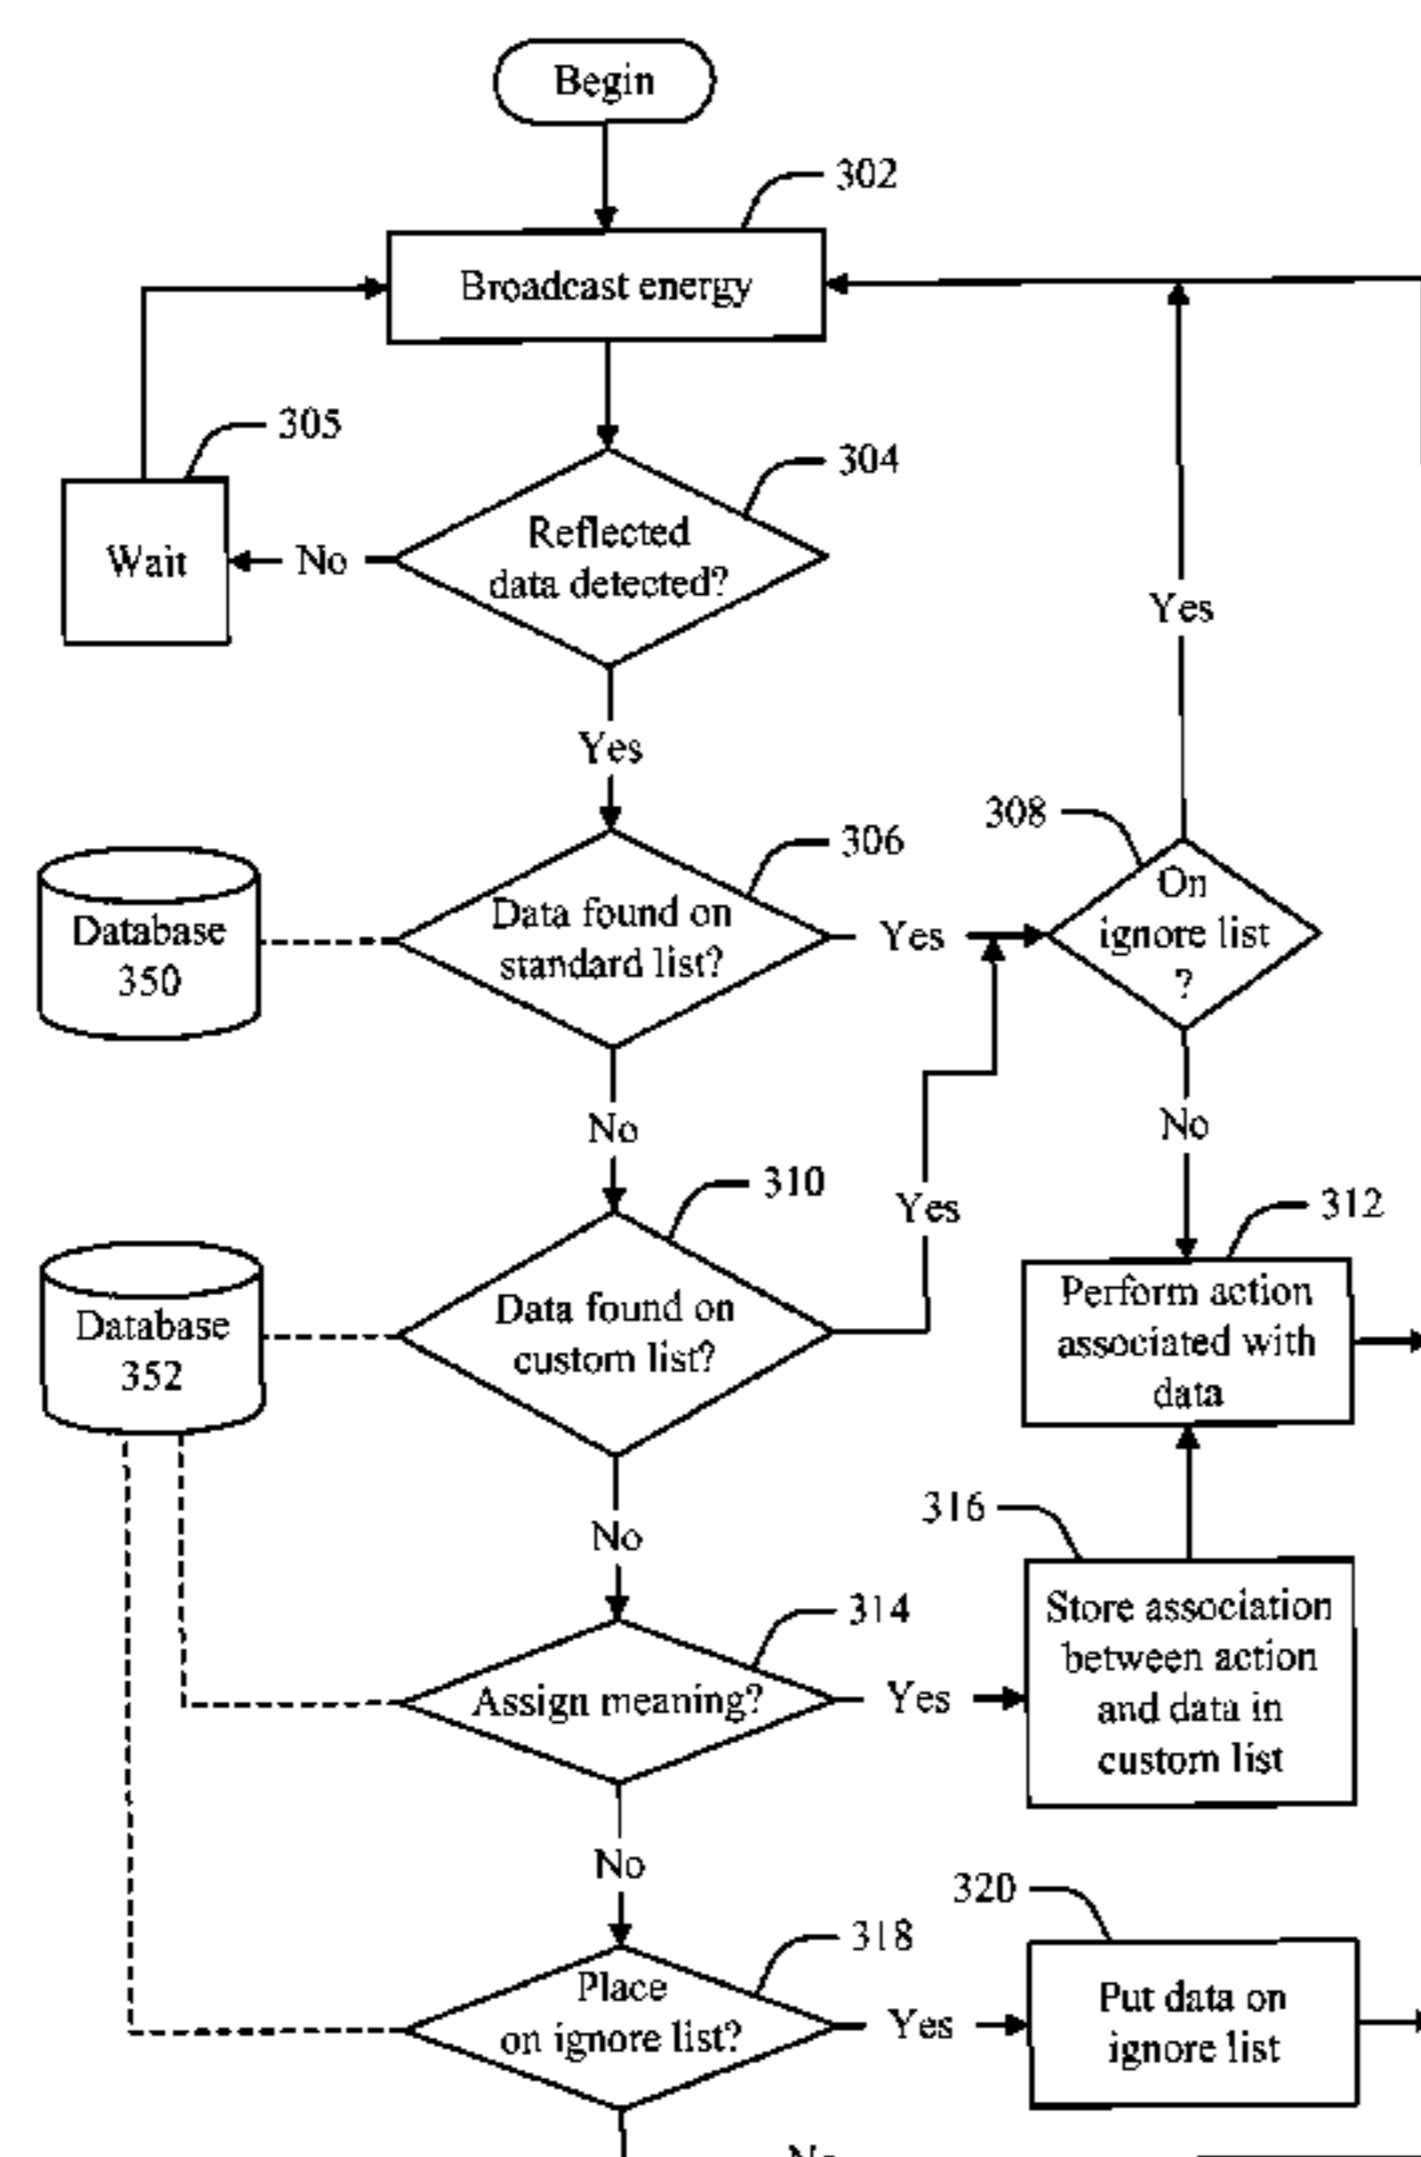 Begin
302
Broadcast energy
305
304
Wait
No
Reflected
data detected?
Yes
Yes
308
306
Database
350
Data found on
standard list?
Yes
On
ignore list
?
No
No
310
Yes
312
Database
352
Data found on
custom list?
Perform action
associated with
data
No
316
314
Assign meaning?
Yes
Store association
between action
and data in
custom list
No
320
318
Place
on ignore list?
Yes
Put data on
ignore list